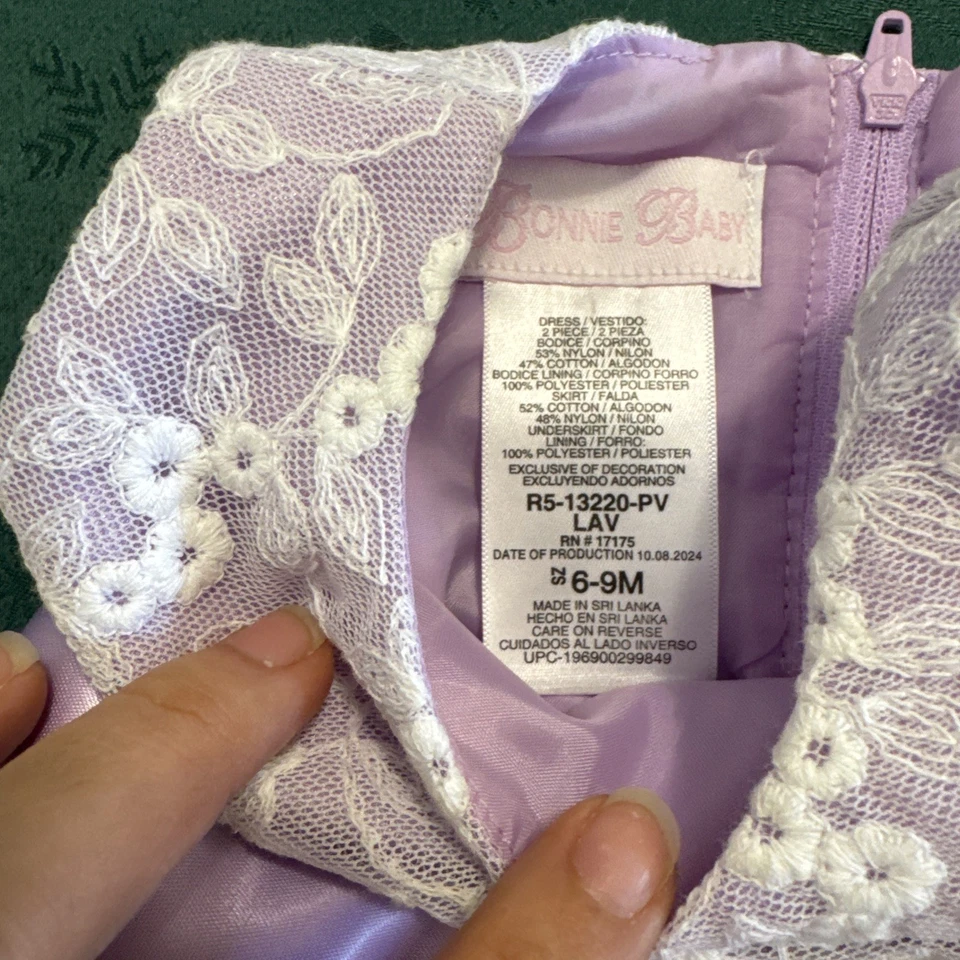 BONNIE BABY
DRESS / VESTIDO:
2 PIECE / 2 PIEZA
BODICE / CORPINO
53% NYLON / NILON
47% COTTON / ALGODON
BODICE LINING / CORPINO FORRO
100% POLYESTER / POLIESTER
SKIRT / FALDA
52% COTTON / ALGODON
48% NYLON / NILON
UNDERSKIRT / FONDO
LINING / FORRO:
100% POLYESTER / POLIESTER
EXCLUSIVE OF DECORATION
EXCLUYENDO ADORNOS
R5-13220-PV
LAV
RN # 17175
DATE OF PRODUCTION 10.08.2024
SZ 6-9M
MADE IN SRI LANKA
HECHO EN SRI LANKA
CARE ON REVERSE
CUIDADOS AL LADO INVERSO
UPC-196900299849